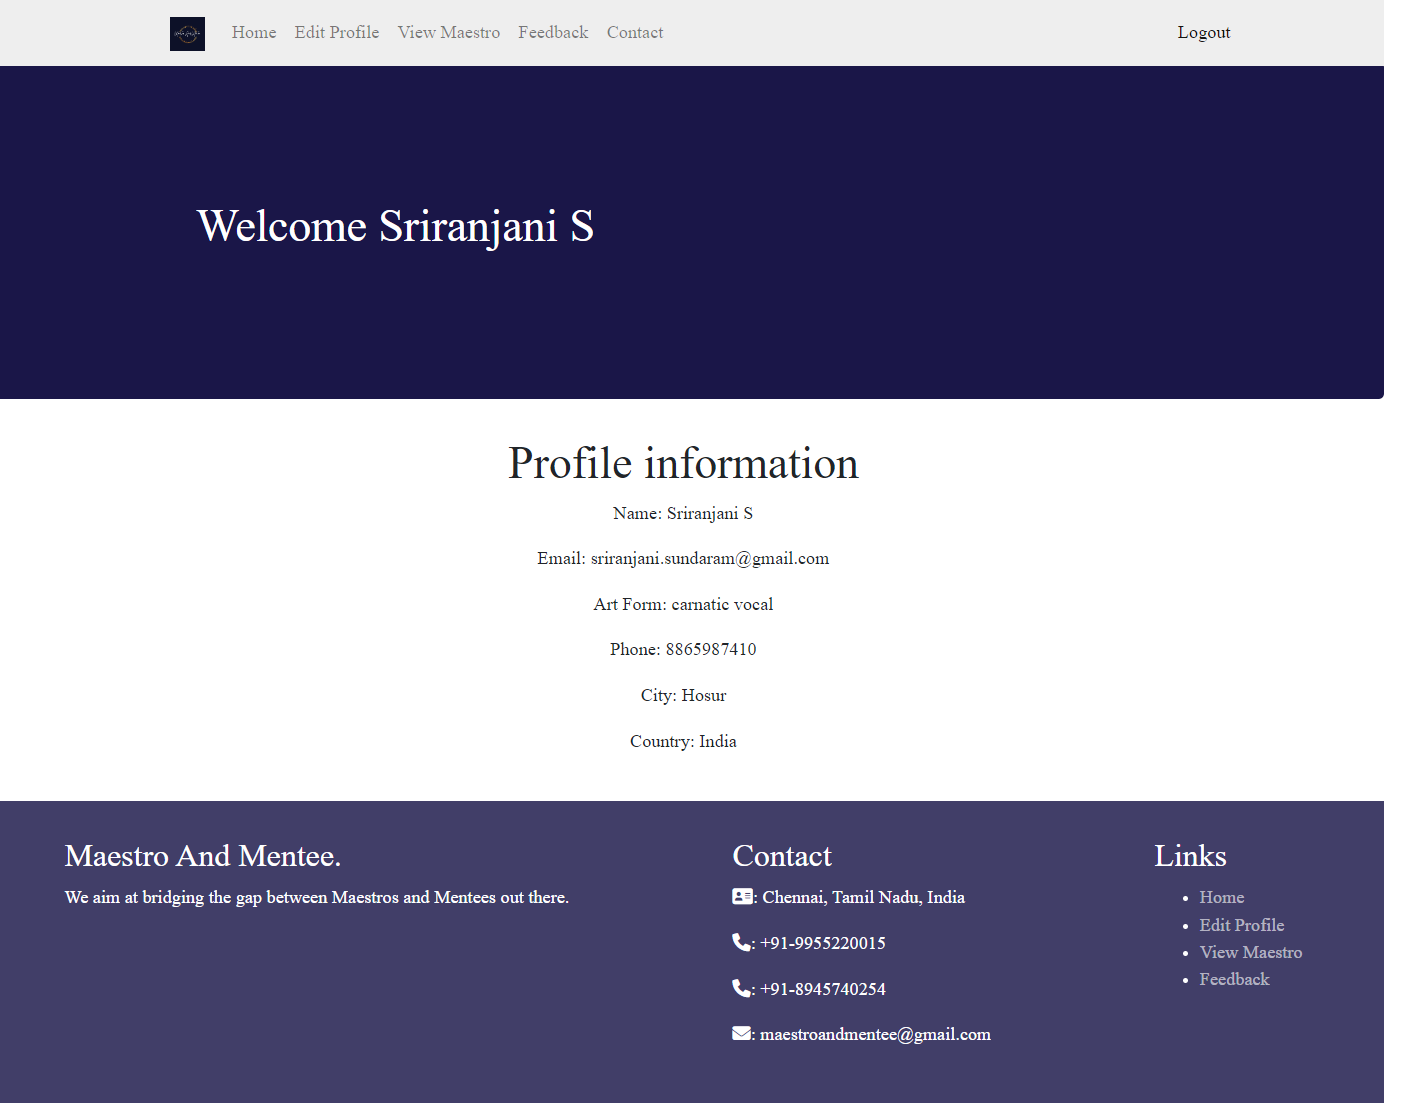 Home Edit Profile View Maestro Feedback Contact Logout
Welcome Sriranjani S
Profile information
Name: Sriranjani S
Email: sriranjani.sundaram@gmail.com
Art Form: carnatic vocal
Phone: 8865987410
City: Hosur
Country: India
Maestro And Mentee.
We aim at bridging the gap between Maestros and Mentees out there.
Contact
: Chennai, Tamil Nadu, India
: +91-9955220015
: +91-8945740254
: maestroandmentee@gmail.com
Links
Home
Edit Profile
View Maestro
Feedback